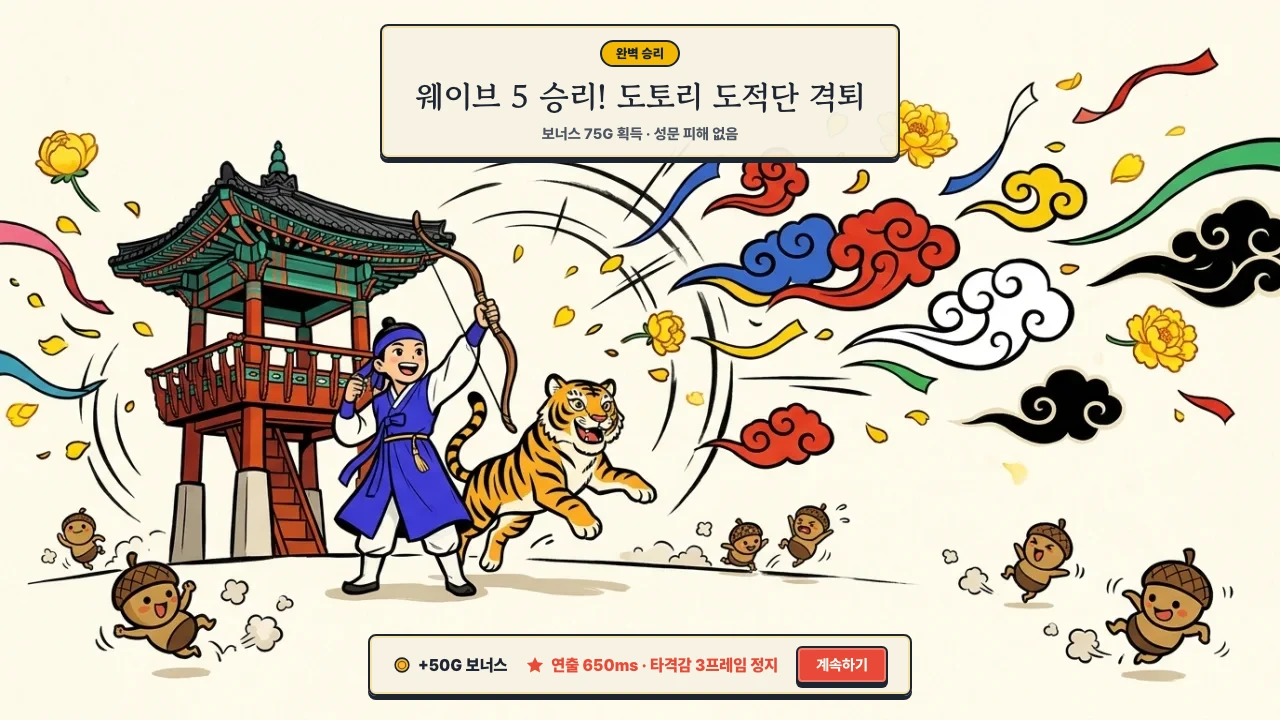 완벽 승리
웨이브 5 승리! 도토리 도적단 격퇴
보너스 75G 획득 · 성문 피해 없음
+50G 보너스 ★ 연출 650ms · 타격감 3프레임 정지 계속하기